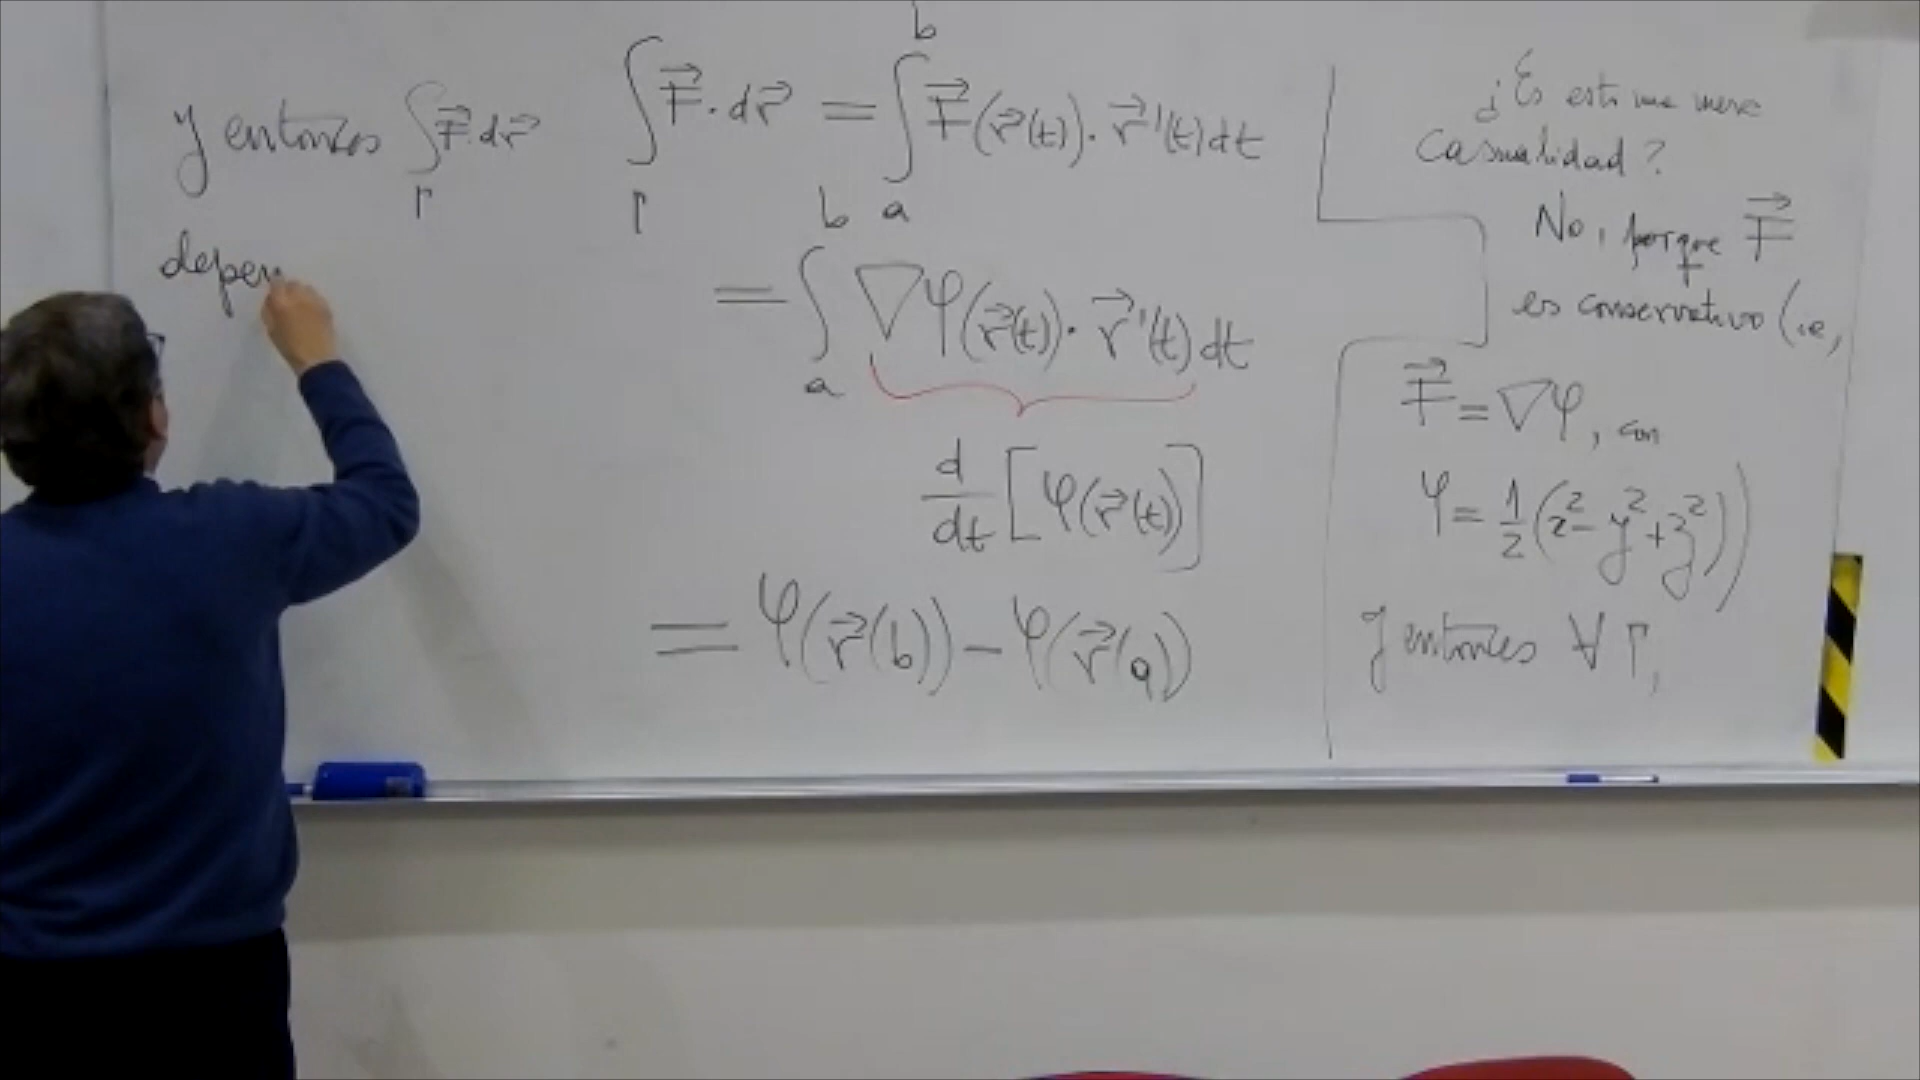 ¿Es esto una mera
casualidad?
No, porque F⃗
es conservativo (ie,
F⃗ = ∇φ, con
φ = 1/2 (x² - y² + z²))
y entonces ∀ Γ,
∫_Γ F⃗ · dr⃗ = ∫_a^b F⃗(r⃗(t)) · r⃗'(t) dt
= ∫_a^b ∇φ(r⃗(t)) · r⃗'(t) dt
d/dt [φ(r⃗(t))]
= φ(r⃗(b)) - φ(r⃗(a))
y entonces ∫_Γ F⃗ · dr⃗
depen